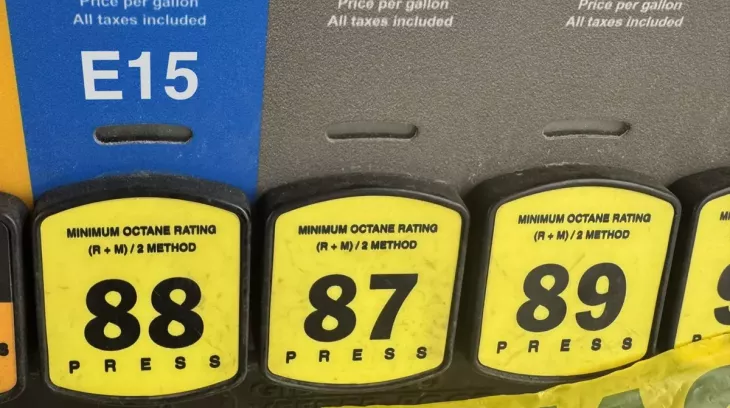 Price per gallon
All taxes included
E15
MINIMUM OCTANE RATING
(R + M) / 2 METHOD
88
PRESS
Price per gallon
All taxes included
MINIMUM OCTANE RATING
(R + M) / 2 METHOD
87
PRESS
Price per gallon
All taxes included
MINIMUM OCTANE RATING
(R + M) / 2 METHOD
89
PRESS